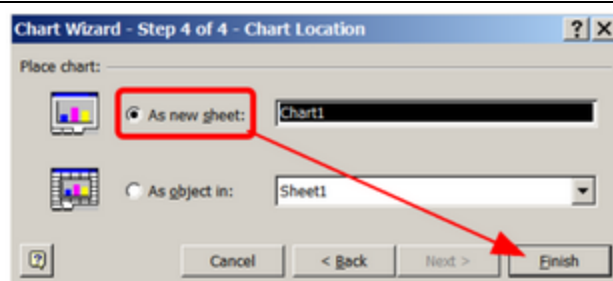 Chart Wizard - Step 4 of 4 - Chart Location
Place chart:
As new sheet: Chart1
As object in: Sheet1
Cancel < Back Next > Finish